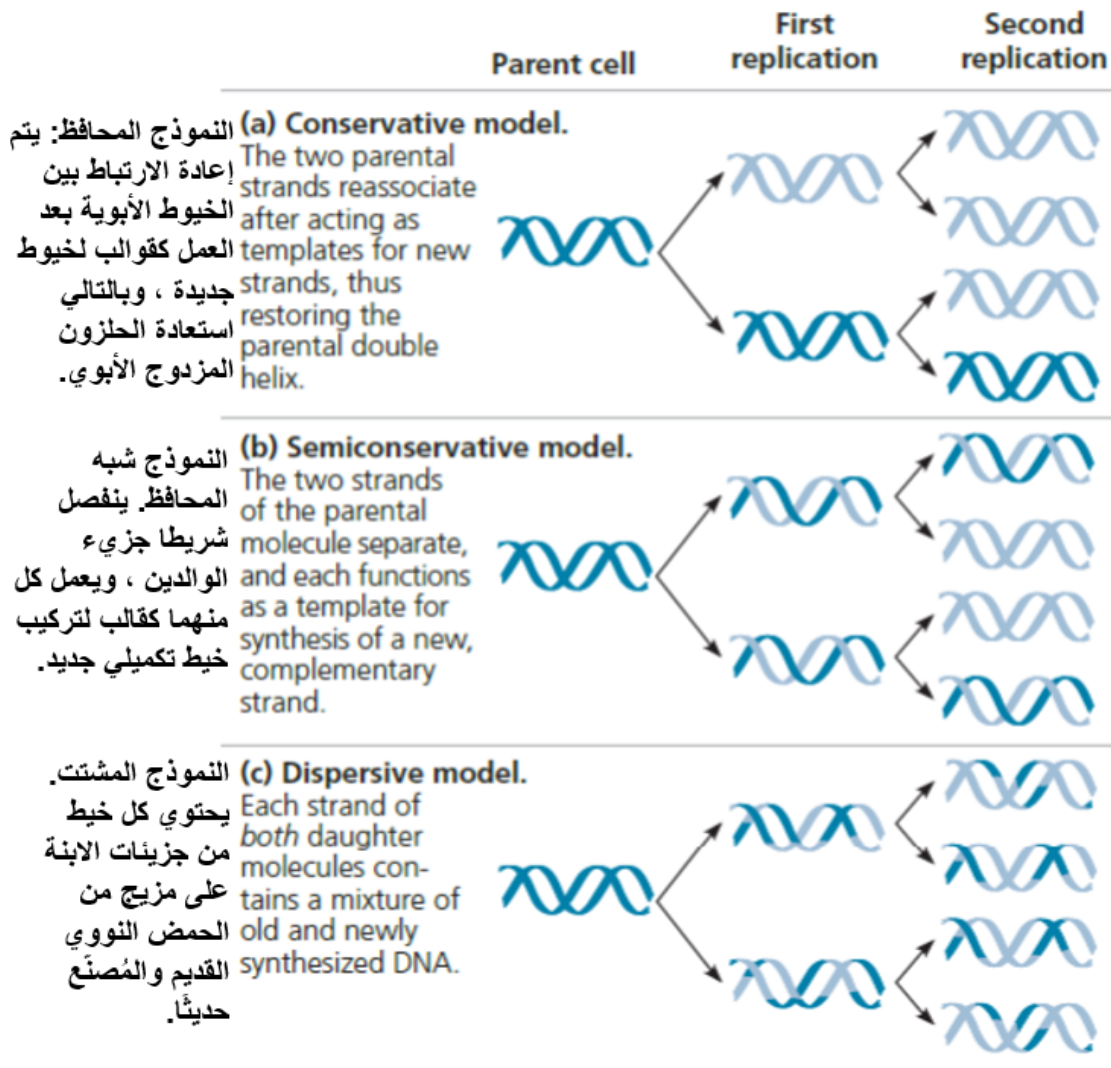 Parent cell
First
replication
Second
replication
(a) Conservative model.
The two parental
strands reassociate
after acting as
templates for new
strands, thus
restoring the
parental double
helix.
النموذج المحافظ: يتم
إعادة الارتباط بين
الخيوط الأبوية بعد
العمل كقوالب لخيوط
جديدة ، وبالتالي
استعادة الحلزون
المزدوج الأبوي.
(b) Semiconservative model.
The two strands
of the parental
molecule separate,
and each functions
as a template for
synthesis of a new,
complementary
strand.
النموذج شبه
المحافظ. ينفصل
شريطا جزيء
الوالدين ، ويعمل كل
منهما كقالب لتركيب
خيط تكميلي جديد.
(c) Dispersive model.
Each strand of
both daughter
molecules con-
tains a mixture of
old and newly
synthesized DNA.
النموذج المشتت.
يحتوي كل خيط
من جزيئات الابنة
على مزيج من
الحمض النووي
القديم والمُصنَّع
حديثًا.